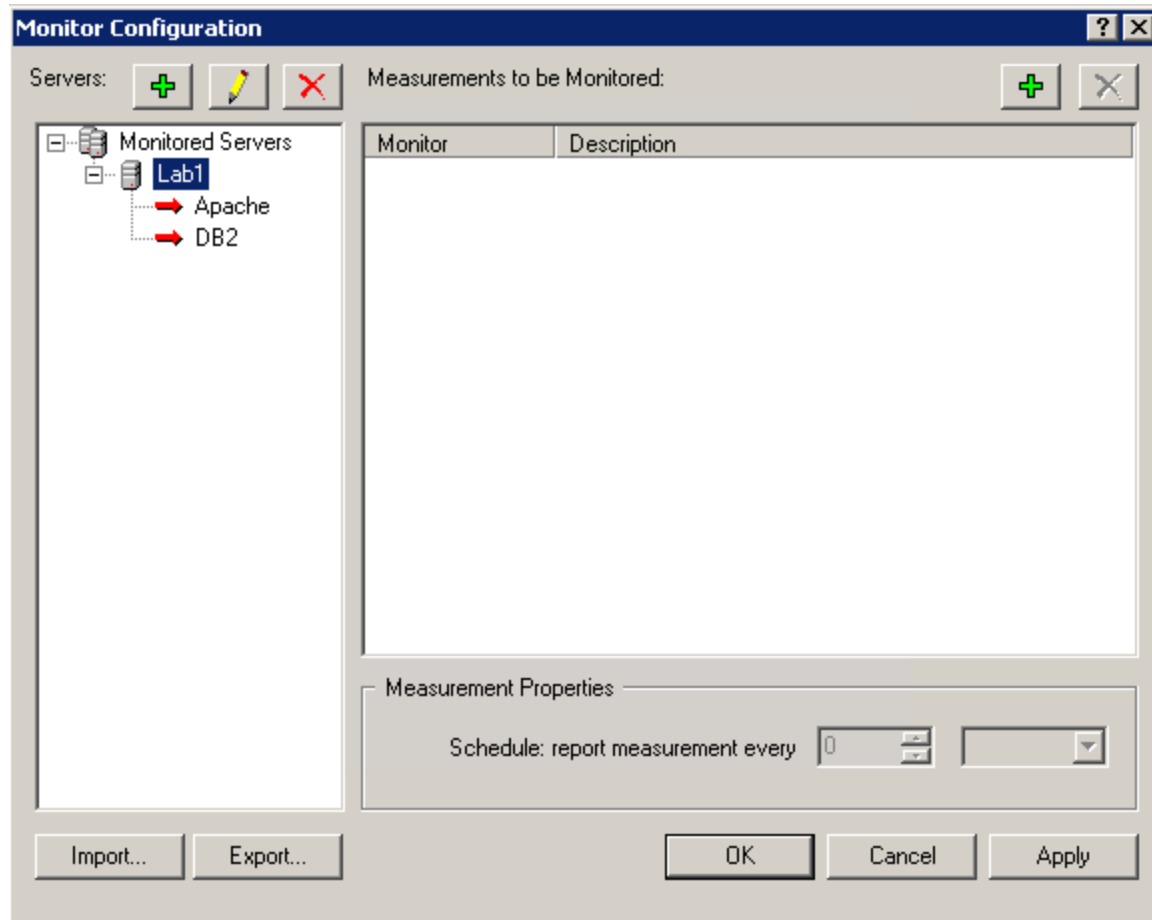 Monitor Configuration
Servers:
Measurements to be Monitored:
Monitored Servers
Lab1
Apache
DB2
Monitor Description
Measurement Properties
Schedule: report measurement every 0
Import... Export... OK Cancel Apply